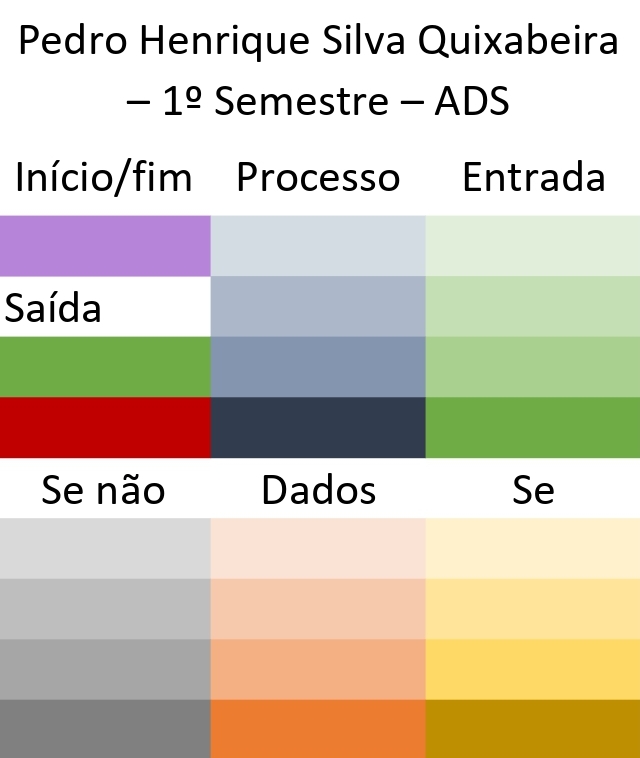 Pedro Henrique Silva Quixabeira
– 1º Semestre – ADS
Início/fim Processo Entrada
Saída
Se não Dados Se